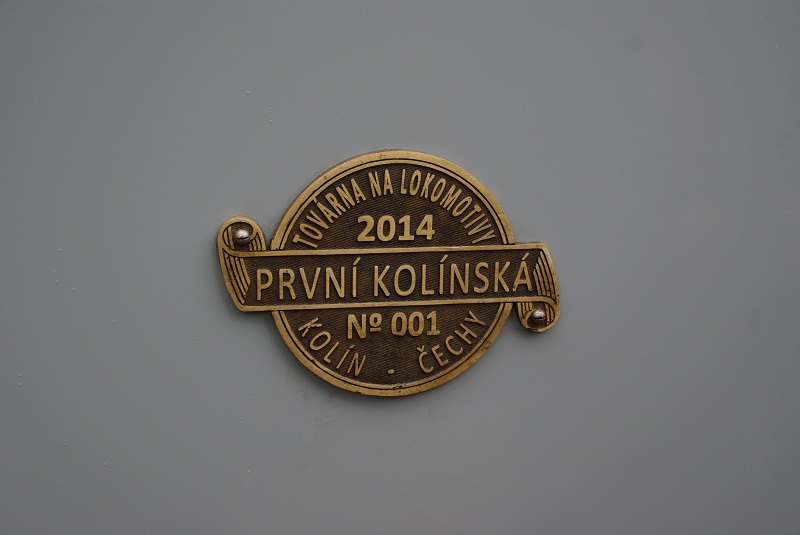 TOVÁRNA NA LOKOMOTIVY
2014
PRVNÍ KOLÍNSKÁ
Nº 001
KOLÍN - ČECHY